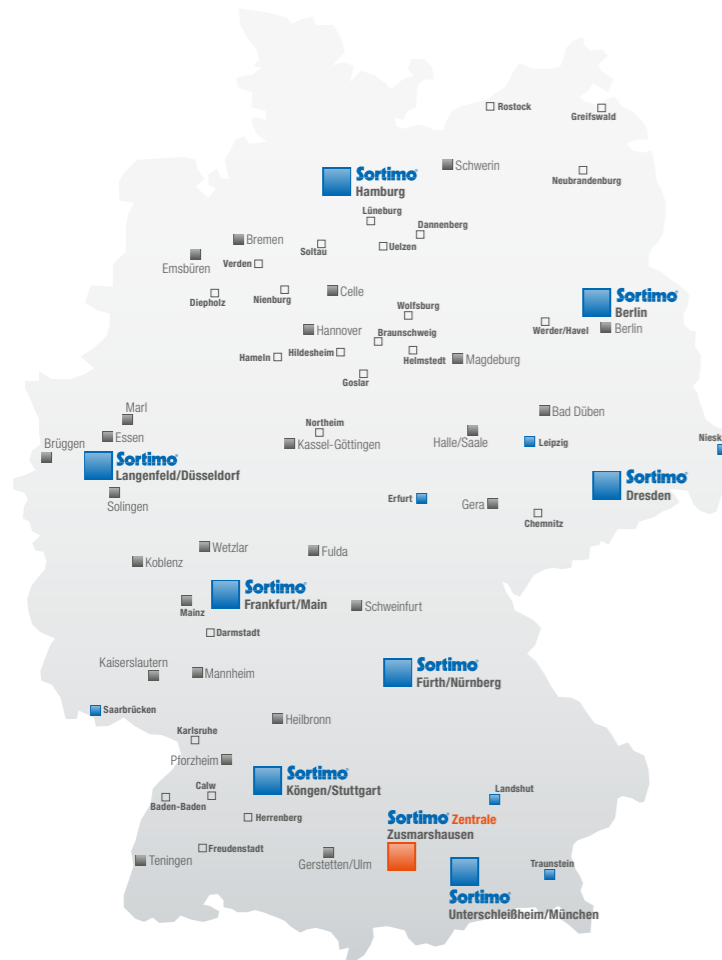 Rostock
Greifswald
Schwerin
Neubrandenburg
Sortimo®
Hamburg
Lüneburg
Dannenberg
Bremen
Soltau
Uelzen
Emsbüren
Verden
Diepholz
Nienburg
Celle
Sortimo®
Berlin
Wolfsburg
Werder/Havel
Berlin
Hannover
Braunschweig
Hameln
Hildesheim
Helmstedt
Magdeburg
Goslar
Marl
Bad Düben
Northeim
Essen
Brüggen
Kassel-Göttingen
Halle/Saale
Leipzig
Niesk
Sortimo®
Langenfeld/Düsseldorf
Sortimo®
Dresden
Solingen
Erfurt
Gera
Chemnitz
Wetzlar
Fulda
Koblenz
Sortimo®
Frankfurt/Main
Mainz
Schweinfurt
Darmstadt
Kaiserslautern
Mannheim
Sortimo®
Fürth/Nürnberg
Saarbrücken
Heilbronn
Karlsruhe
Pforzheim
Sortimo®
Köngen/Stuttgart
Calw
Baden-Baden
Landshut
Herrenberg
Sortimo® Zentrale
Zusmarshausen
Freudenstadt
Teningen
Gerstetten/Ulm
Traunstein
Sortimo®
Unterschleißheim/München